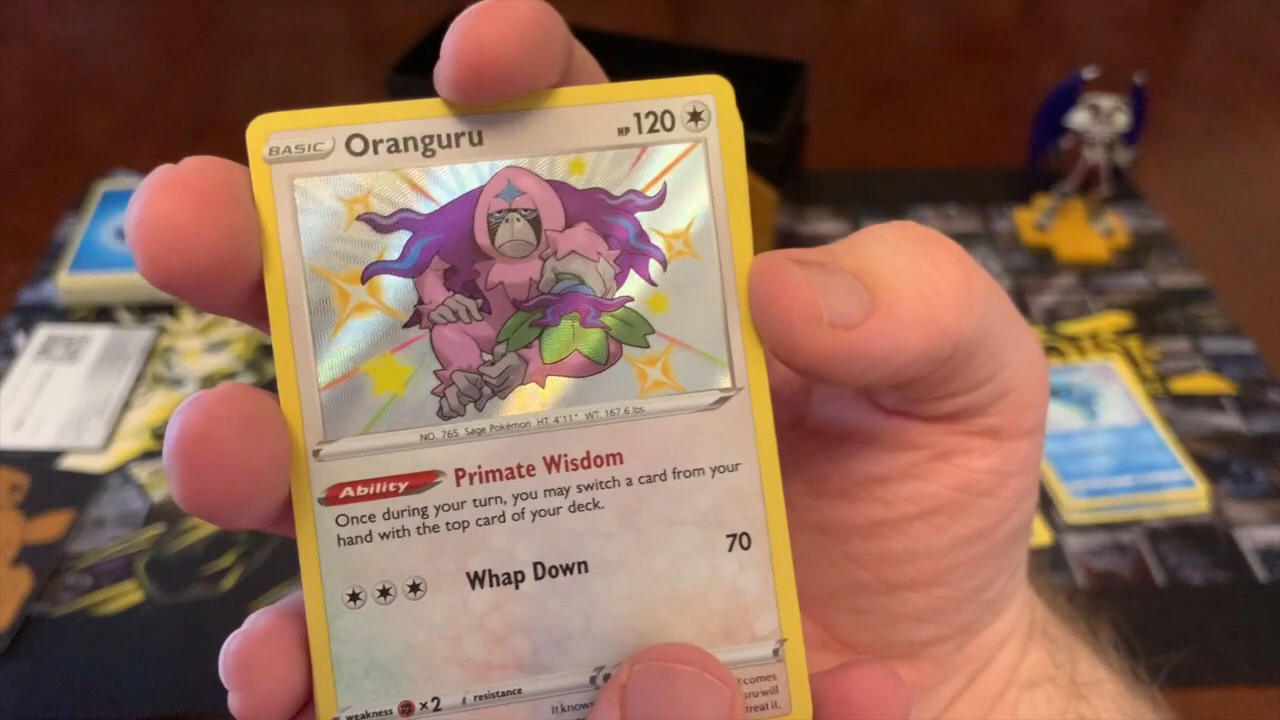 BASIC Oranguru HP 120
NO. 765 Sage Pokémon HT: 4'11" WT: 167.6 lbs
Ability Primate Wisdom
Once during your turn, you may switch a card from your
hand with the top card of your deck.
Whap Down 70
weakness ×2 resistance
It knows
comes
will
treat it.